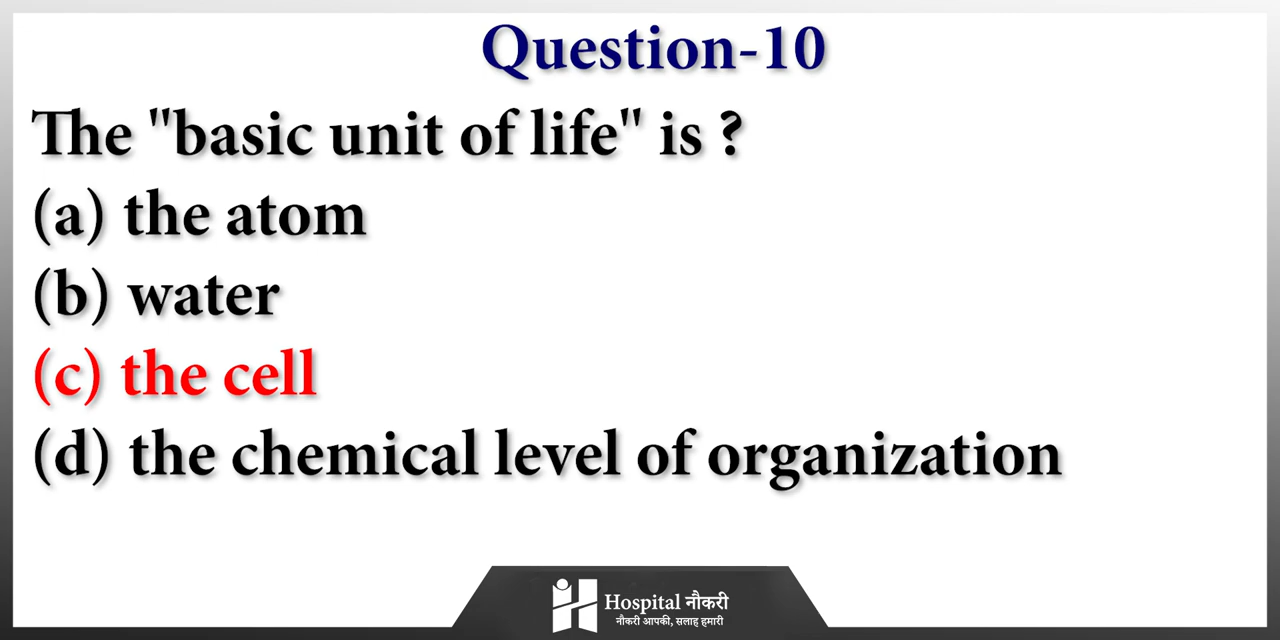 Question-10
The "basic unit of life" is ?
(a) the atom
(b) water
(c) the cell
(d) the chemical level of organization
Hospital नौकरी
नौकरी आपकी, सलाह हमारी